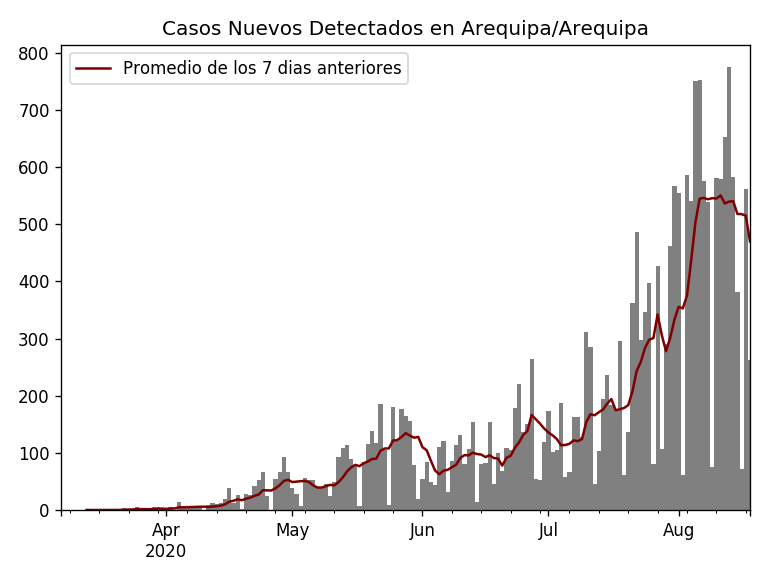 Casos Nuevos Detectados en Arequipa/Arequipa
Promedio de los 7 dias anteriores
800
700
600
500
400
300
200
100
0
Apr
2020
May
Jun
Jul
Aug